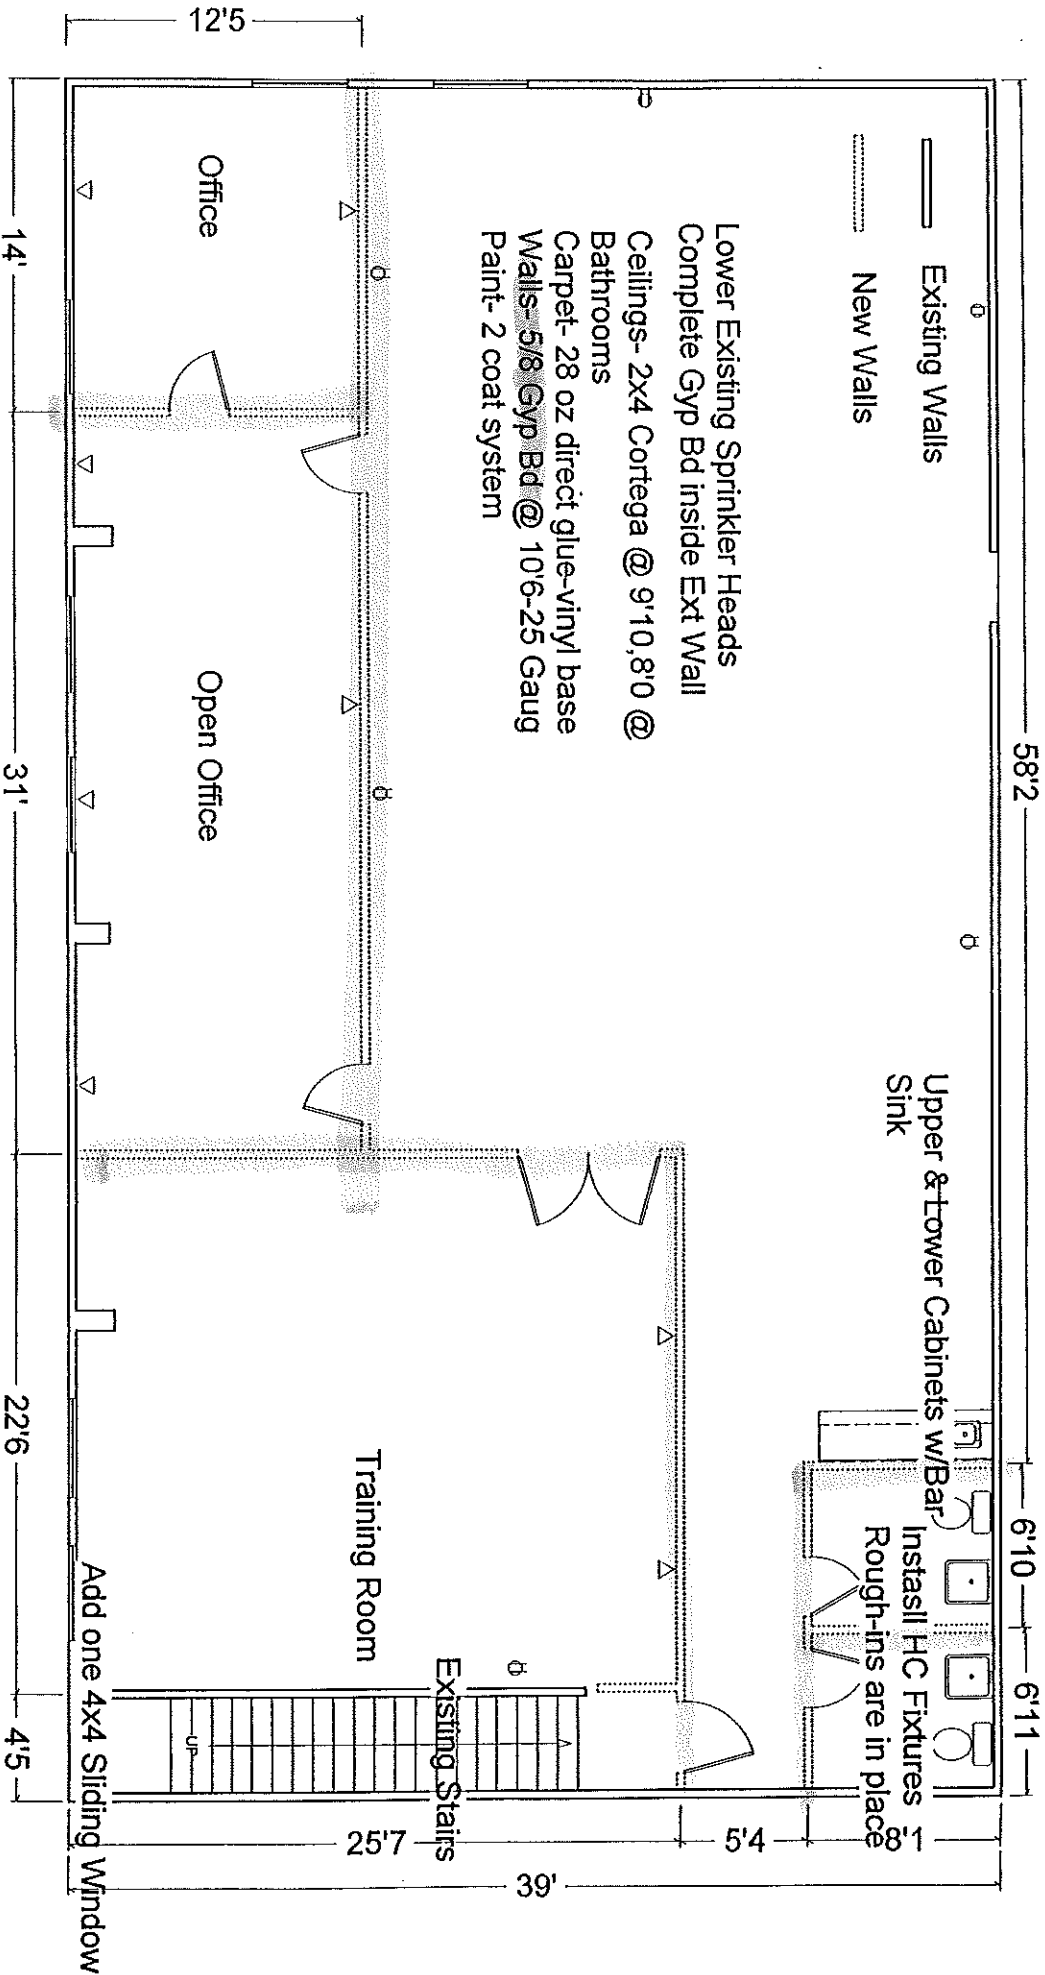 58'2
6'10
6'11
Existing Walls
New Walls
Upper & Lower Cabinets w/Bar
Sink
Instasll HC Fixtures
Rough-ins are in place
8'1
5'4
25'7
39'
Lower Existing Sprinkler Heads
Complete Gyp Bd inside Ext Wall
Ceilings- 2x4 Cortega @ 9'10,8'0 @
Bathrooms
Carpet- 28 oz direct glue-vinyl base
Walls- 5/8 Gyp Bd @ 10'6-25 Gaug
Paint- 2 coat system
12'5
Office
Open Office
Training Room
Existing Stairs
UP
Add one 4x4 Sliding Window
14'
31'
22'6
4'5